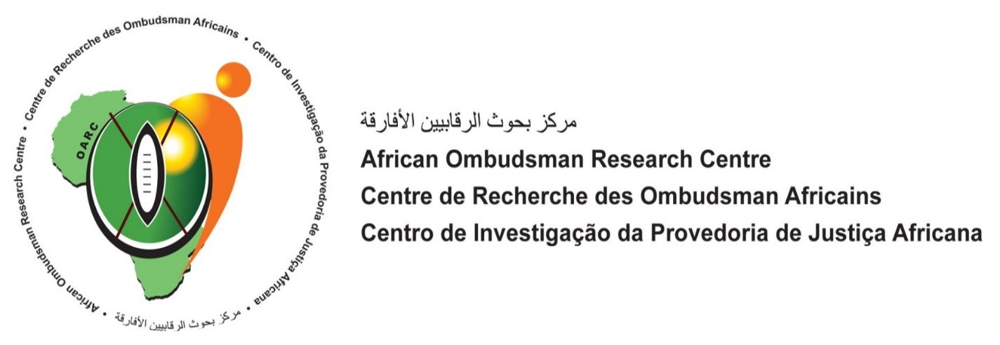 African Ombudsman Research Centre • Centre de Recherche des Ombudsman Africains • Centro de Investigação da Provedoria de Justiça Africana • مركز بحوث الرقابيين الأفارقة •
OARC
مركز بحوث الرقابيين الأفارقة
African Ombudsman Research Centre
Centre de Recherche des Ombudsman Africains
Centro de Investigação da Provedoria de Justiça Africana